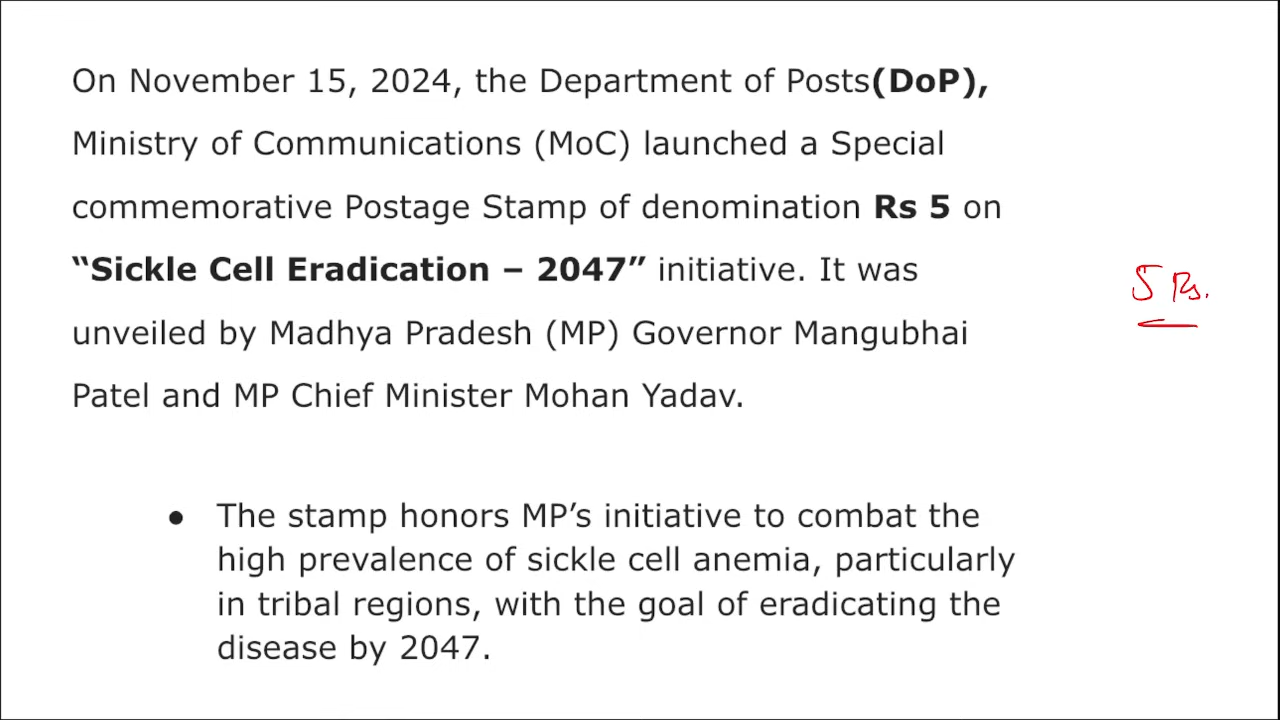 On November 15, 2024, the Department of Posts(DoP),
Ministry of Communications (MoC) launched a Special
commemorative Postage Stamp of denomination Rs 5 on
“Sickle Cell Eradication – 2047” initiative. It was
unveiled by Madhya Pradesh (MP) Governor Mangubhai
Patel and MP Chief Minister Mohan Yadav.
5 Rs.
● The stamp honors MP’s initiative to combat the
high prevalence of sickle cell anemia, particularly
in tribal regions, with the goal of eradicating the
disease by 2047.